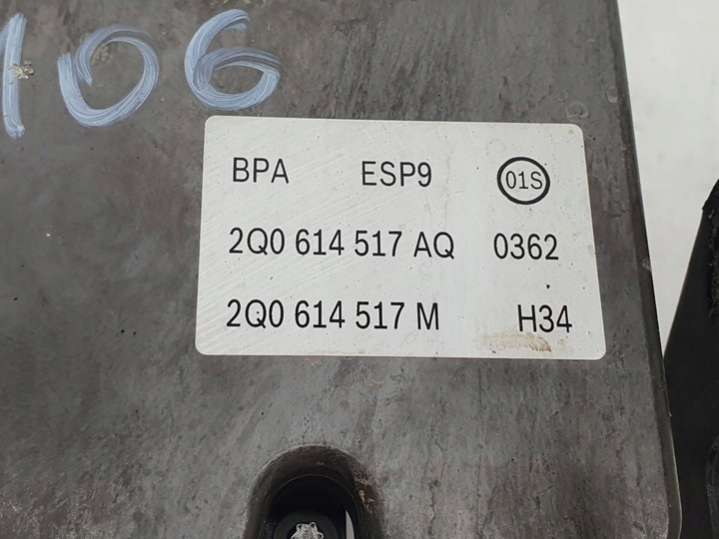 106
BPA ESP9 01S
2Q0 614 517 AQ 0362
2Q0 614 517 M H34